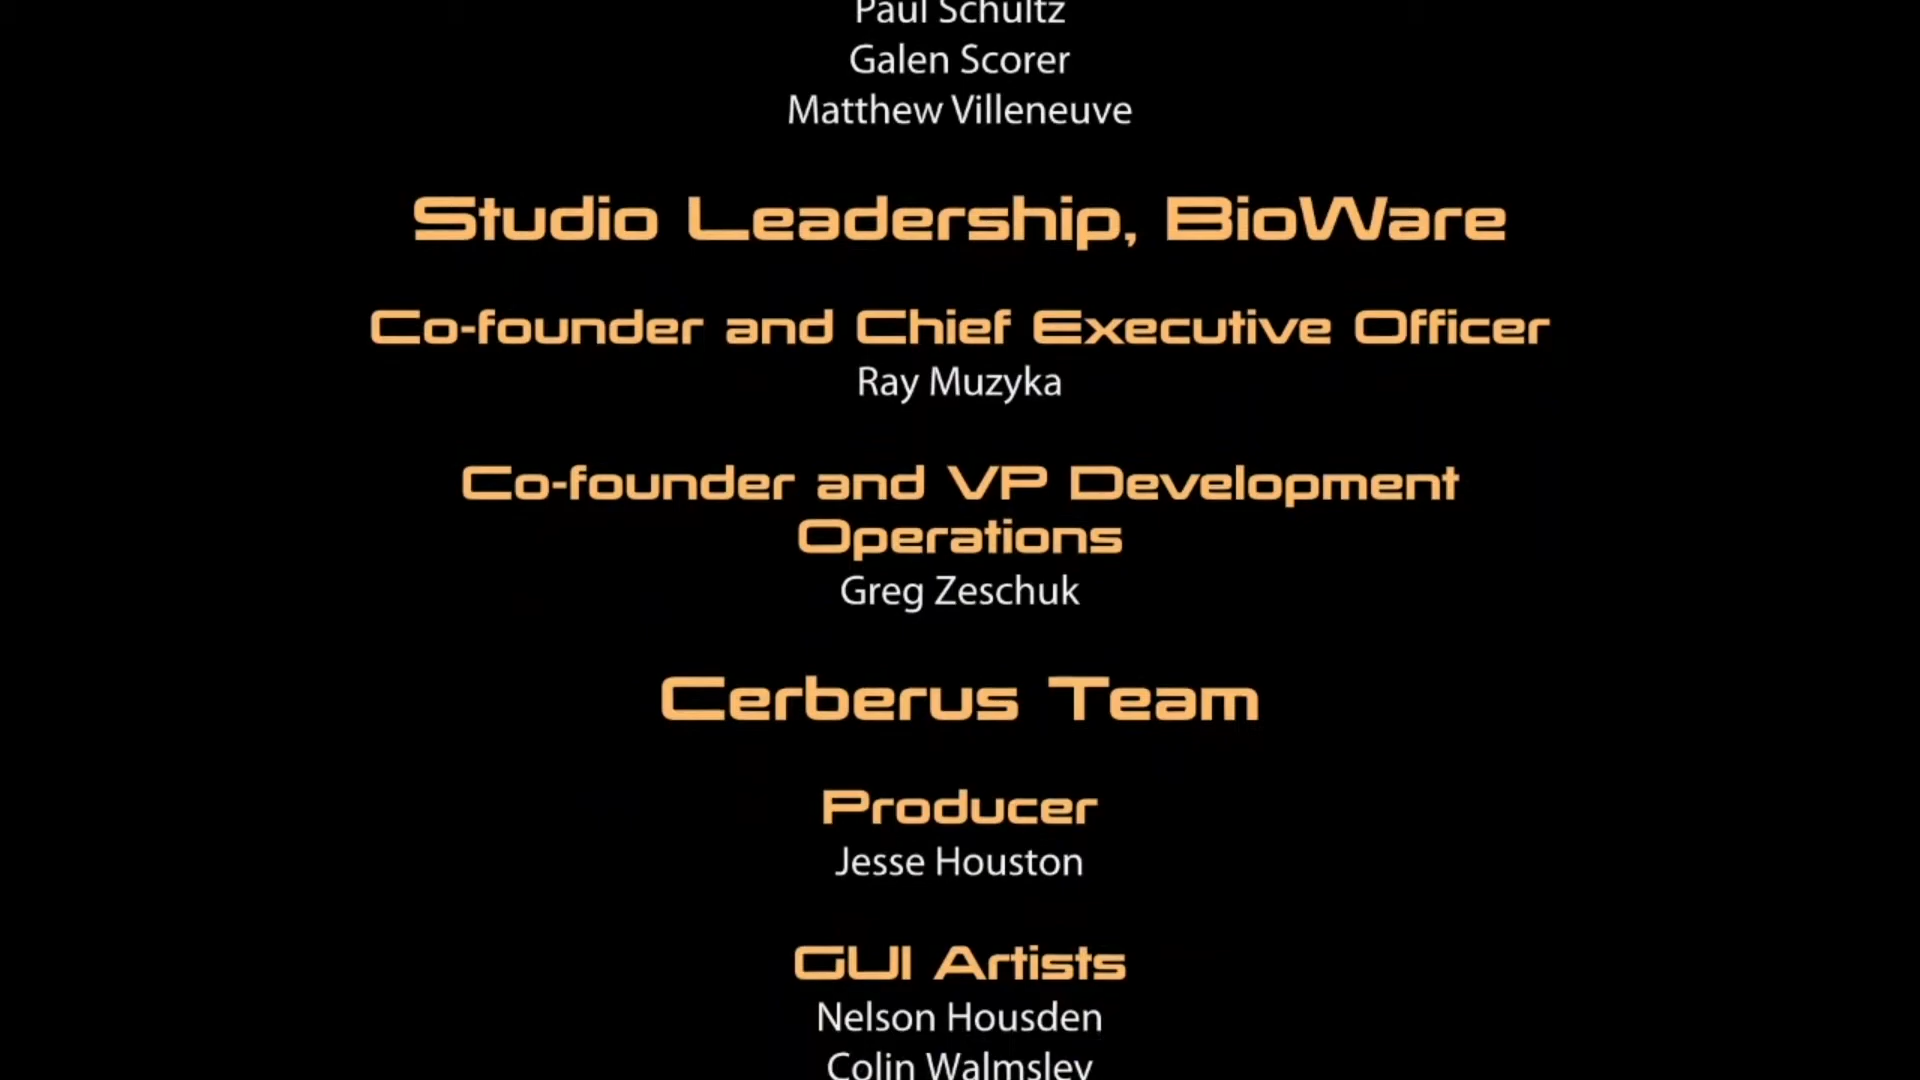 Paul Schultz
Galen Scorer
Matthew Villeneuve
Studio Leadership, BioWare
Co-founder and Chief Executive Officer
Ray Muzyka
Co-founder and VP Development
Operations
Greg Zeschuk
Cerberus Team
Producer
Jesse Houston
GUI Artists
Nelson Housden
Colin Walmsley